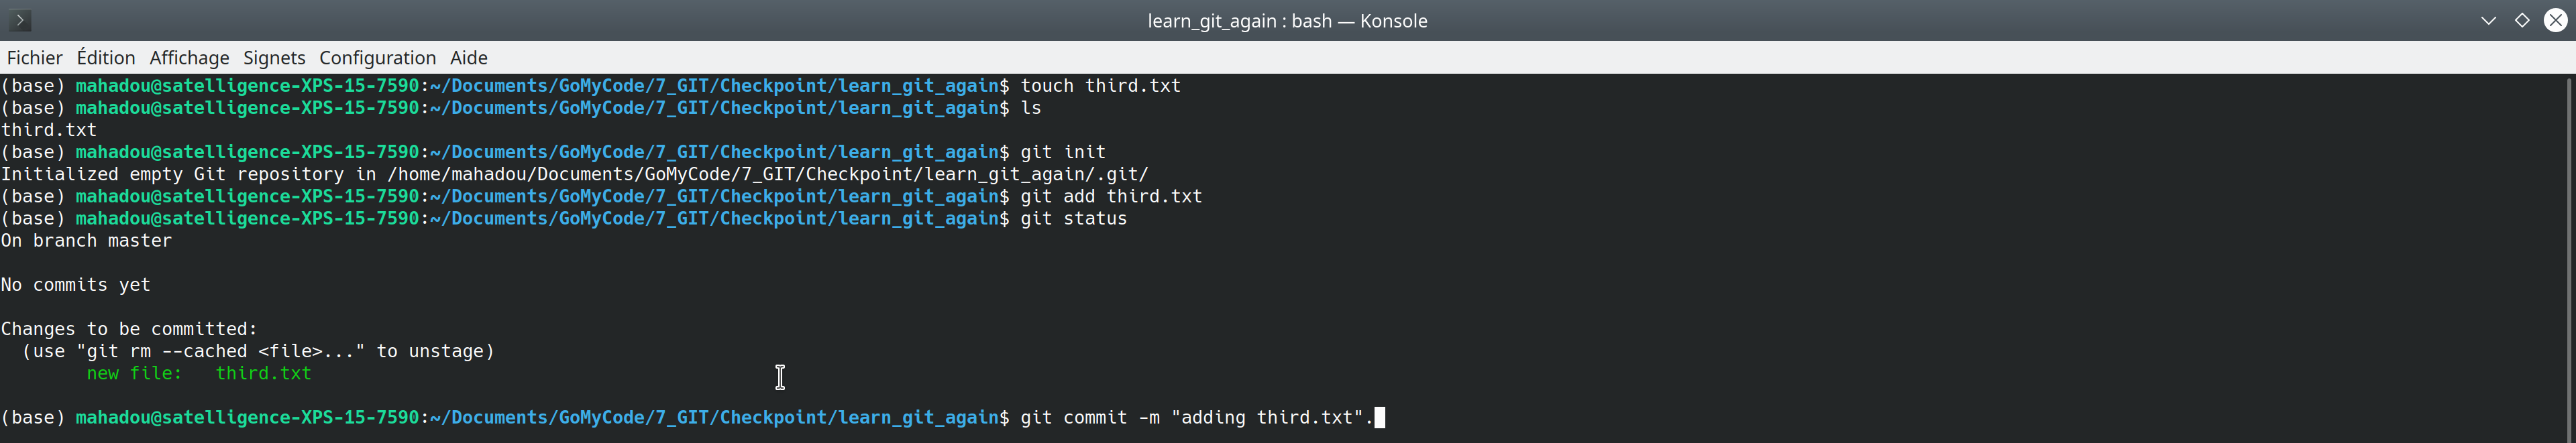 learn_git_again : bash — Konsole
Fichier Édition Affichage Signets Configuration Aide
(base) mahadou@satelligence-XPS-15-7590:~/Documents/GoMyCode/7_GIT/Checkpoint/learn_git_again$ touch third.txt
(base) mahadou@satelligence-XPS-15-7590:~/Documents/GoMyCode/7_GIT/Checkpoint/learn_git_again$ ls
third.txt
(base) mahadou@satelligence-XPS-15-7590:~/Documents/GoMyCode/7_GIT/Checkpoint/learn_git_again$ git init
Initialized empty Git repository in /home/mahadou/Documents/GoMyCode/7_GIT/Checkpoint/learn_git_again/.git/
(base) mahadou@satelligence-XPS-15-7590:~/Documents/GoMyCode/7_GIT/Checkpoint/learn_git_again$ git add third.txt
(base) mahadou@satelligence-XPS-15-7590:~/Documents/GoMyCode/7_GIT/Checkpoint/learn_git_again$ git status
On branch master
No commits yet
Changes to be committed:
  (use "git rm --cached <file>..." to unstage)
        new file:   third.txt
(base) mahadou@satelligence-XPS-15-7590:~/Documents/GoMyCode/7_GIT/Checkpoint/learn_git_again$ git commit -m "adding third.txt".